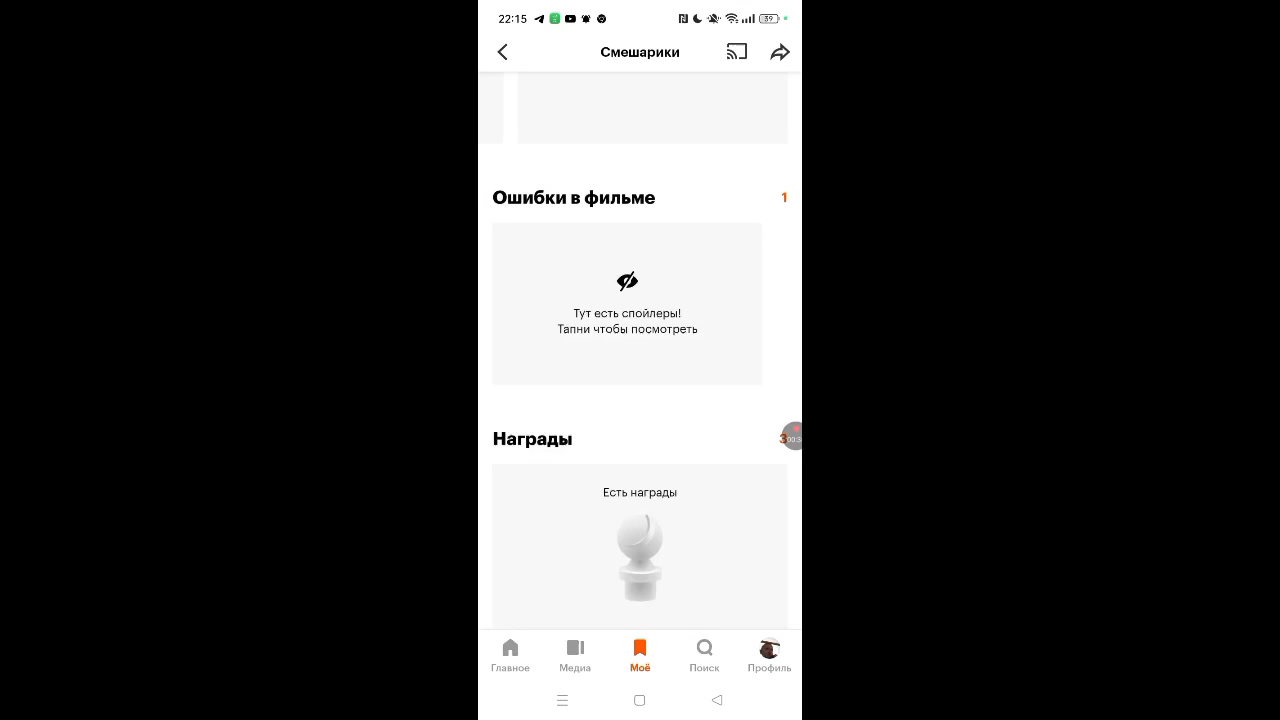 22:15
39
Смешарики
Ошибки в фильме
1
Тут есть спойлеры!
Тапни чтобы посмотреть
Награды
Есть награды
Главное
Медиа
Моё
Поиск
Профиль